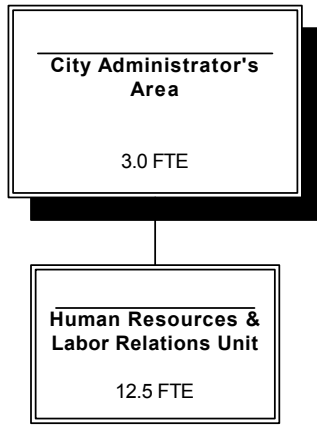 City Administrator's
Area
3.0 FTE
Human Resources &
Labor Relations Unit
12.5 FTE